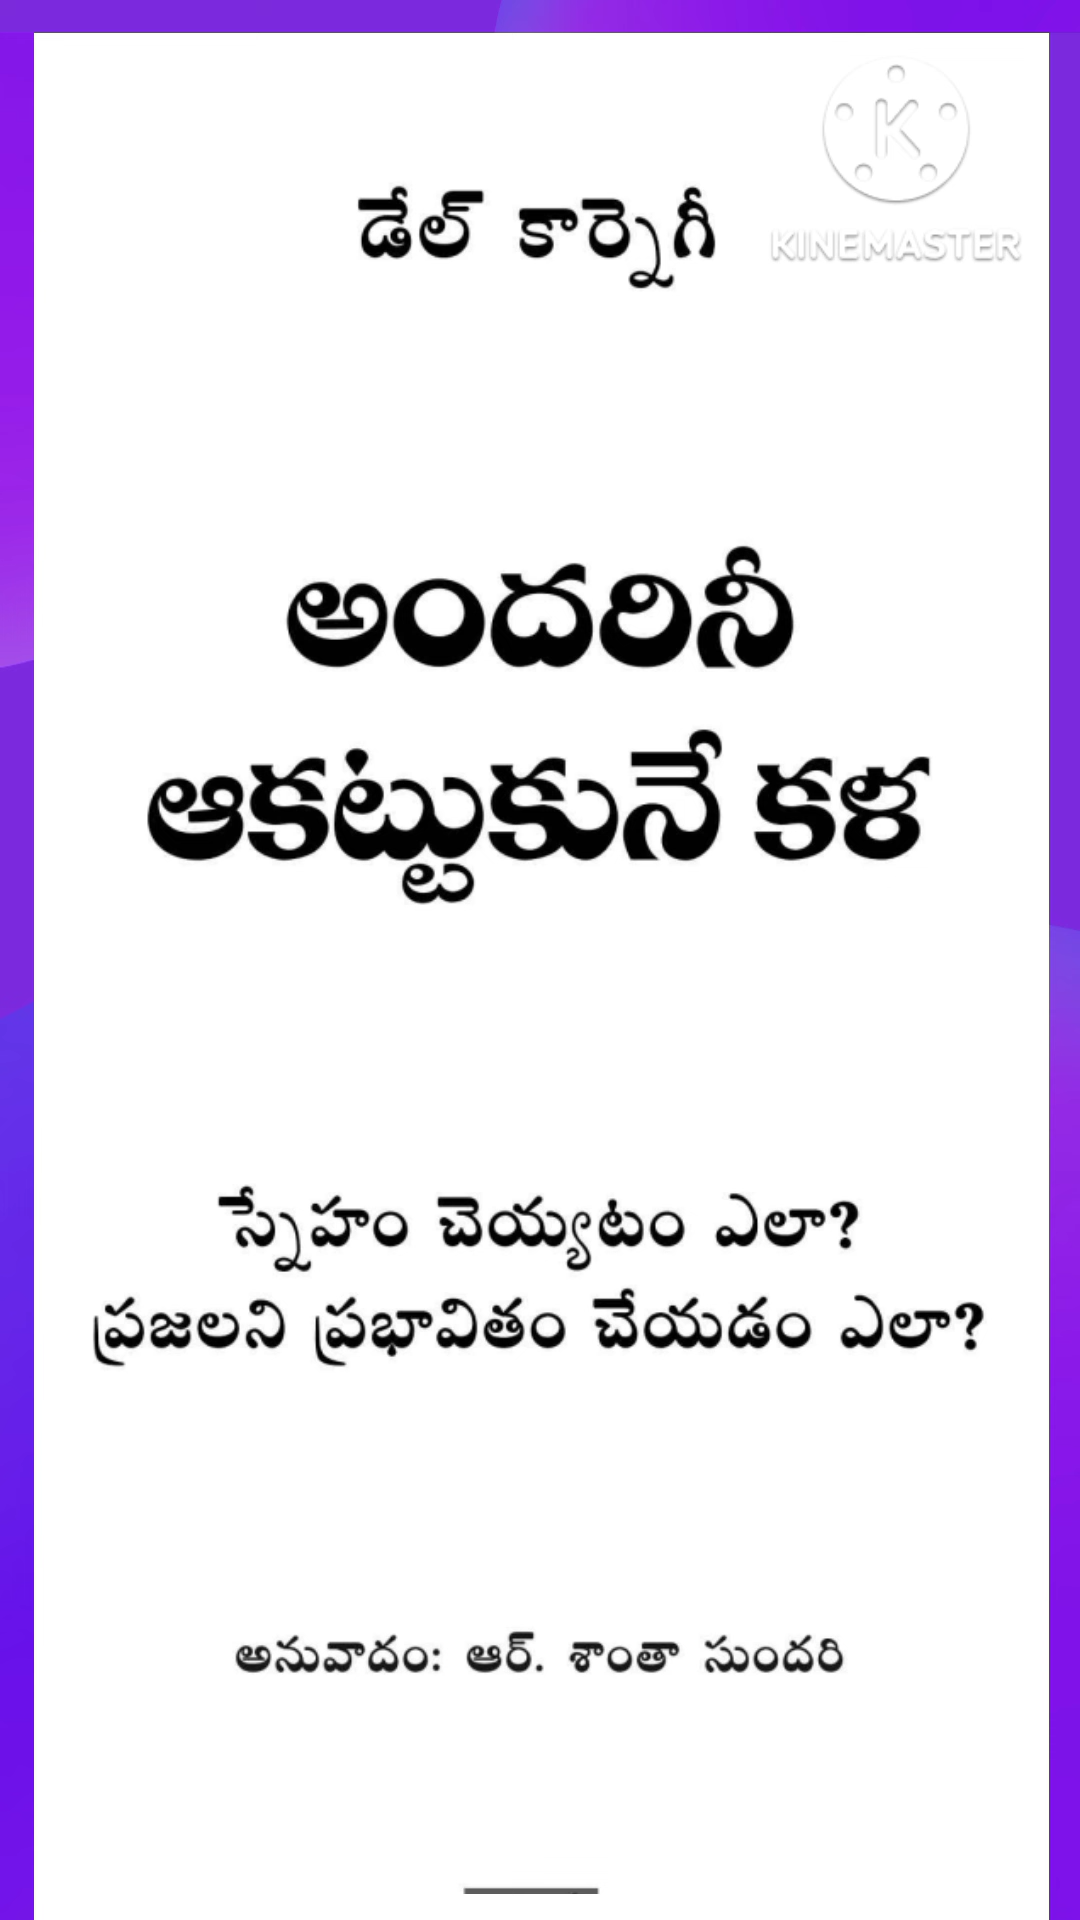 K
KINEMASTER
డేల్ కార్నెగీ
అందరినీ
ఆకట్టుకునే కళ
స్నేహం చెయ్యటం ఎలా?
ప్రజలని ప్రభావితం చేయడం ఎలా?
అనువాదం: ఆర్. శాంతా సుందరి